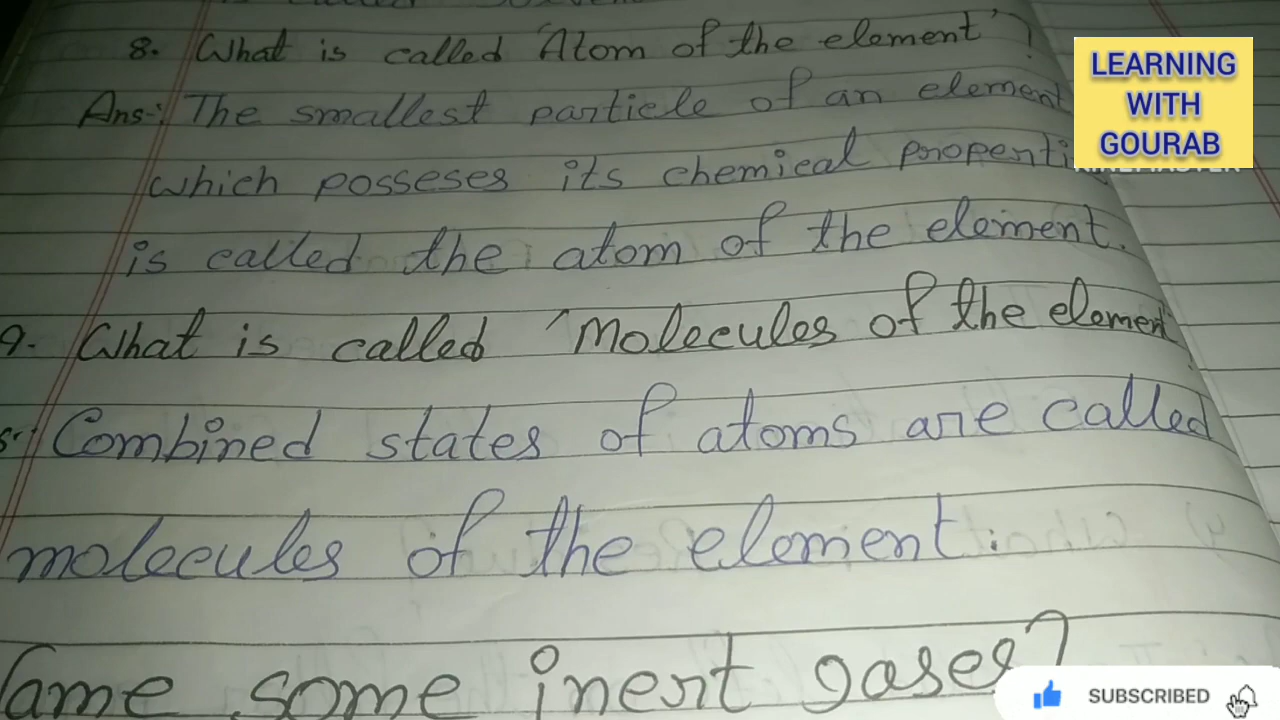 8. What is called 'Atom of the element'?
Ans:- The smallest particle of an element
which posseses its chemical properti
is called the atom of the element.
9. What is called 'Molecules of the element
s:- Combined states of atoms are called
molecules of the element.
Name some inert gases?
LEARNING
WITH
GOURAB
SUBSCRIBED